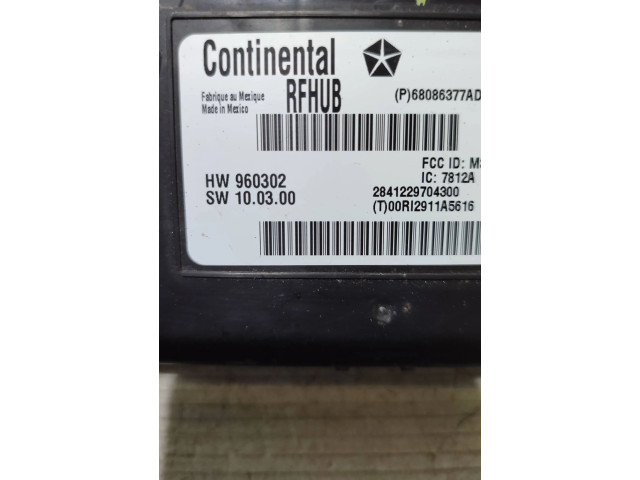 Continental
RFHUB
(P)68086377AD
Fabrique au Mexique
Made in Mexico
FCC ID: M
IC: 7812A
HW 960302
SW 10.03.00
2841229704300
(T)00RI2911A5616